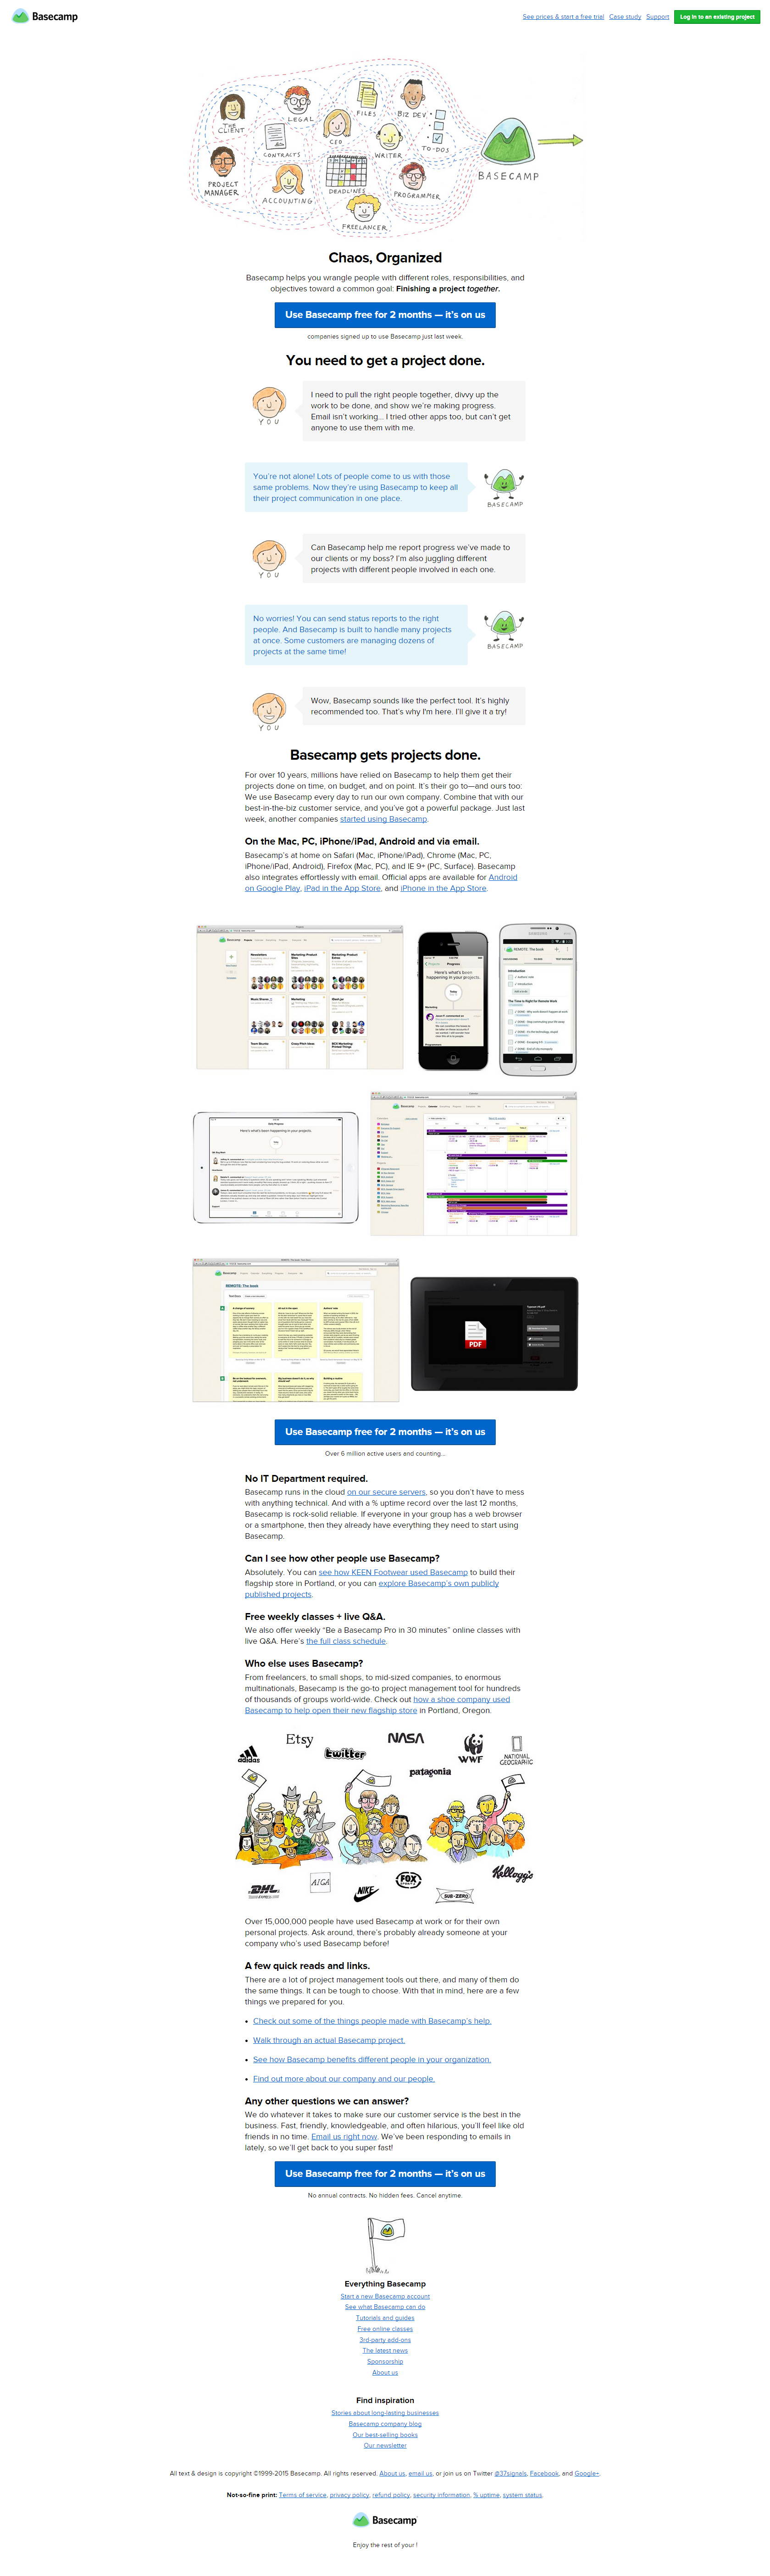 Basecamp
See prices & start a free trial Case study Support Log in to an existing project
THE CLIENT
LEGAL
FILES
BIZ DEV
CONTRACTS
CEO
WRITER
TO-DOS
PROJECT MANAGER
ACCOUNTING
DEADLINES
PROGRAMMER
FREELANCER
BASECAMP
Chaos, Organized
Basecamp helps you wrangle people with different roles, responsibilities, and
objectives toward a common goal: Finishing a project together.
Use Basecamp free for 2 months — it's on us
companies signed up to use Basecamp just last week.
You need to get a project done.
I need to pull the right people together, divvy up the
work to be done, and show we're making progress.
Email isn't working... I tried other apps too, but can't get
anyone to use them with me.
YOU
You're not alone! Lots of people come to us with those
same problems. Now they're using Basecamp to keep all
their project communication in one place.
BASECAMP
Can Basecamp help me report progress we've made to
our clients or my boss? I'm also juggling different
projects with different people involved in each one.
YOU
No worries! You can send status reports to the right
people. And Basecamp is built to handle many projects
at once. Some customers are managing dozens of
projects at the same time!
BASECAMP
Wow, Basecamp sounds like the perfect tool. It's highly
recommended too. That's why I'm here. I'll give it a try!
YOU
Basecamp gets projects done.
For over 10 years, millions have relied on Basecamp to help them get their
projects done on time, on budget, and on point. It's their go to—and ours too:
We use Basecamp every day to run our own company. Combine that with our
best-in-the-biz customer service, and you've got a powerful package. Just last
week, another companies started using Basecamp.
On the Mac, PC, iPhone/iPad, Android and via email.
Basecamp's at home on Safari (Mac, iPhone/iPad), Chrome (Mac, PC,
iPhone/iPad, Android), Firefox (Mac, PC), and IE 9+ (PC, Surface). Basecamp
also integrates effortlessly with email. Official apps are available for Android
on Google Play, iPad in the App Store, and iPhone in the App Store.
Here's what's been
happening in your projects.
REMOTE: The book
Here's what's been happening in your projects.
REMOTE: The book
PDF
Use Basecamp free for 2 months — it's on us
Over 6 million active users and counting...
No IT Department required.
Basecamp runs in the cloud on our secure servers, so you don't have to mess
with anything technical. And with a % uptime record over the last 12 months,
Basecamp is rock-solid reliable. If everyone in your group has a web browser
or a smartphone, then they already have everything they need to start using
Basecamp.
Can I see how other people use Basecamp?
Absolutely. You can see how KEEN Footwear used Basecamp to build their
flagship store in Portland, or you can explore Basecamp's own publicly
published projects.
Free weekly classes + live Q&A.
We also offer weekly "Be a Basecamp Pro in 30 minutes" online classes with
live Q&A. Here's the full class schedule.
Who else uses Basecamp?
From freelancers, to small shops, to mid-sized companies, to enormous
multinationals, Basecamp is the go-to project management tool for hundreds
of thousands of groups world-wide. Check out how a shoe company used
Basecamp to help open their new flagship store in Portland, Oregon.
adidas
Etsy
twitter
NASA
patagonia
WWF
NATIONAL GEOGRAPHIC
DHL
AIGA
NIKE
FOX SPORTS
SUB-ZERO
Kellogg's
Over 15,000,000 people have used Basecamp at work or for their own
personal projects. Ask around, there's probably already someone at your
company who's used Basecamp before!
A few quick reads and links.
There are a lot of project management tools out there, and many of them do
the same things. It can be tough to choose. With that in mind, here are a few
things we prepared for you.
• Check out some of the things people made with Basecamp's help.
• Walk through an actual Basecamp project.
• See how Basecamp benefits different people in your organization.
• Find out more about our company and our people.
Any other questions we can answer?
We do whatever it takes to make sure our customer service is the best in the
business. Fast, friendly, knowledgeable, and often hilarious, you'll feel like old
friends in no time. Email us right now. We've been responding to emails in
lately, so we'll get back to you super fast!
Use Basecamp free for 2 months — it's on us
No annual contracts. No hidden fees. Cancel anytime.
Everything Basecamp
Start a new Basecamp account
See what Basecamp can do
Tutorials and guides
Free online classes
3rd-party add-ons
The latest news
Sponsorship
About us
Find inspiration
Stories about long-lasting businesses
Basecamp company blog
Our best-selling books
Our newsletter
All text & design is copyright ©1999-2015 Basecamp. All rights reserved. About us, email us, or join us on Twitter @37signals, Facebook, and Google+.
Not-so-fine print: Terms of service, privacy policy, refund policy, security information, % uptime, system status.
Basecamp
Enjoy the rest of your !